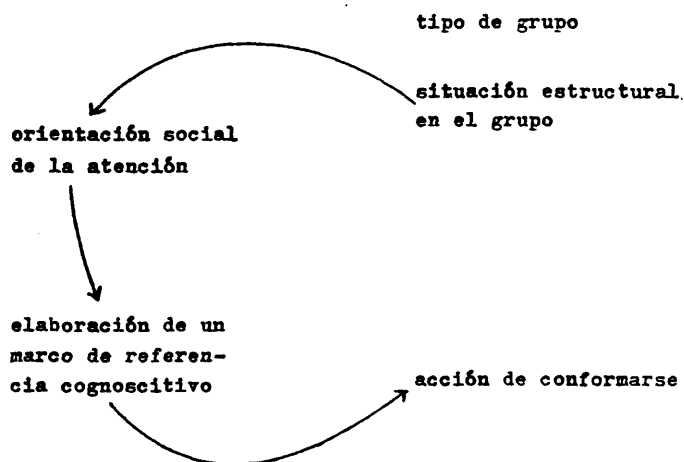 tipo de grupo
situación estructural
en el grupo
orientación social
de la atención
elaboración de un
marco de referen-
cia cognoscitivo
acción de conformarse